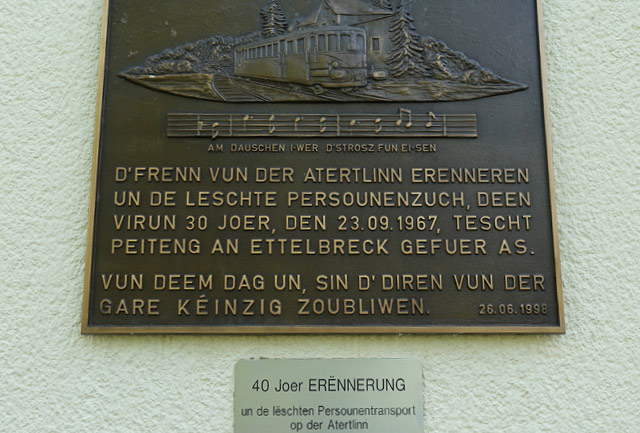 AM DAUSCHEN I-WER D'STROSZ FUN EI-SEN
D'FRENN VUN DER ATERTLINN ERENNEREN
UN DE LESCHTE PERSOUNENZUCH, DEEN
VIRUN 30 JOER, DEN 23.09.1967, TESCHT
PEITENG AN ETTELBRECK GEFUER AS.
VUN DEEM DAG UN, SIN D'DIREN VUN DER
GARE KÉINZIG ZOUBLIWEN. 26.06.1998
40 Joer ERËNNERUNG
un de lëschten Persounentransport
op der Atertlinn